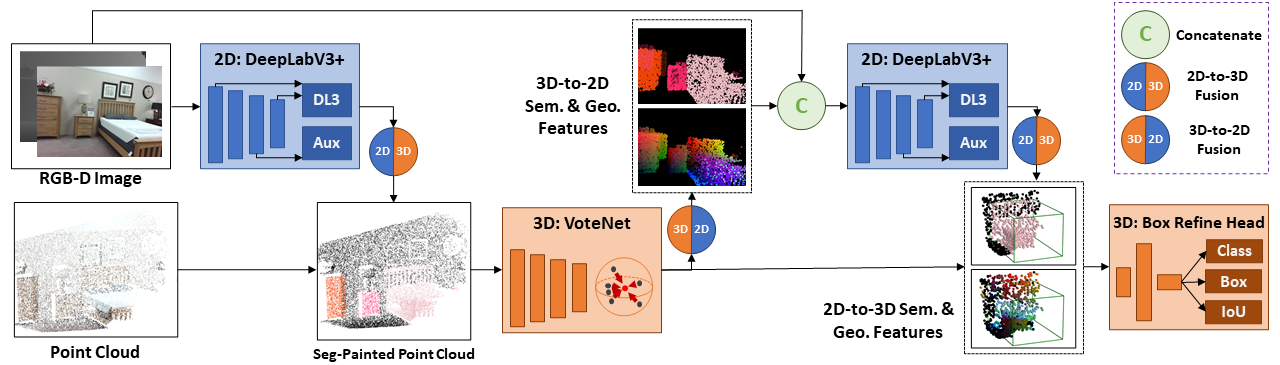 2D: DeepLabV3+
DL3
Aux
2D 3D
RGB-D Image
Point Cloud
Seg-Painted Point Cloud
3D: VoteNet
3D 2D
3D-to-2D
Sem. & Geo.
Features
C
2D: DeepLabV3+
DL3
Aux
2D 3D
2D-to-3D Sem. &
Geo. Features
3D: Box Refine Head
Class
Box
IoU
C
Concatenate
2D 3D
2D-to-3D
Fusion
3D 2D
3D-to-2D
Fusion